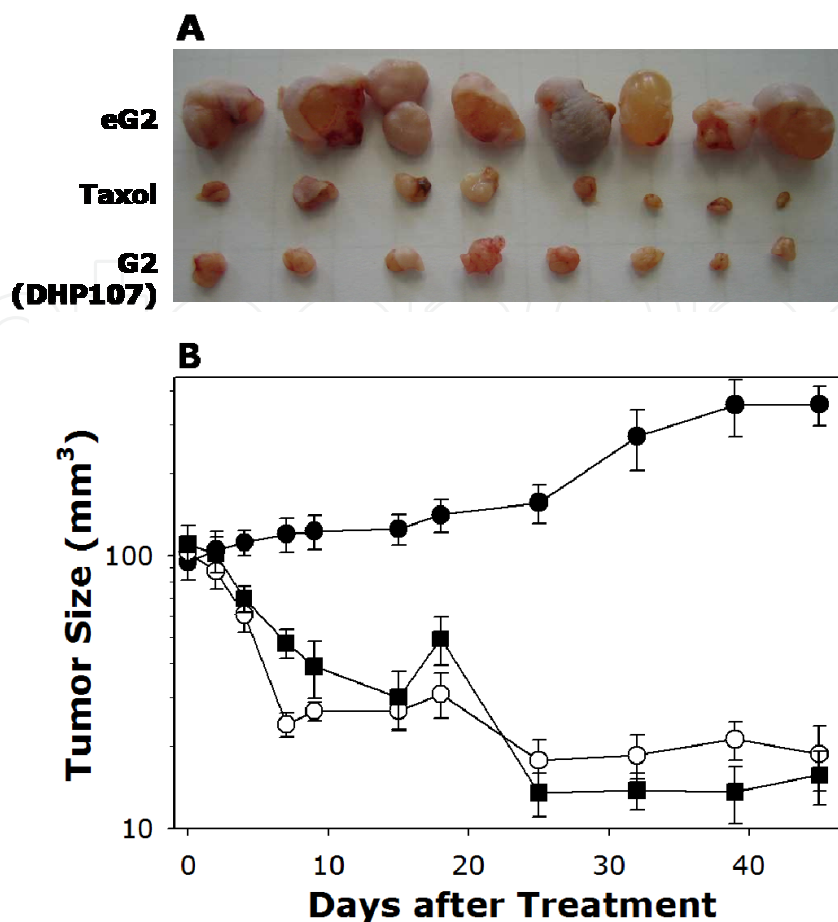 A
eG2
Taxol
G2
(DHP107)
B
Tumor Size (mm³)
100
10
0 10 20 30 40
Days after Treatment